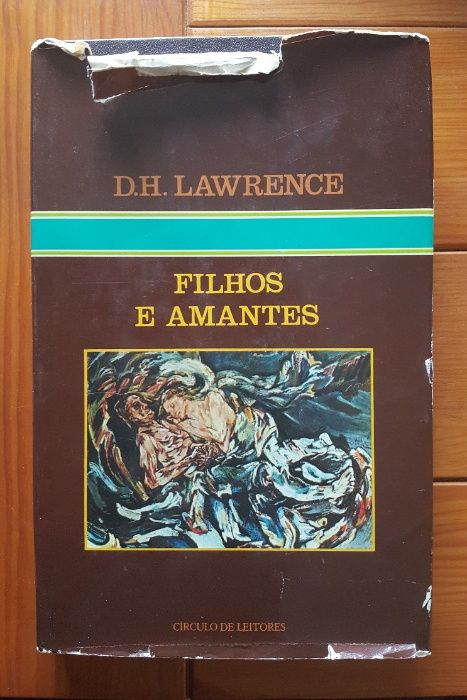 D.H. LAWRENCE
FILHOS
E AMANTES
CÍRCULO DE LEITORES